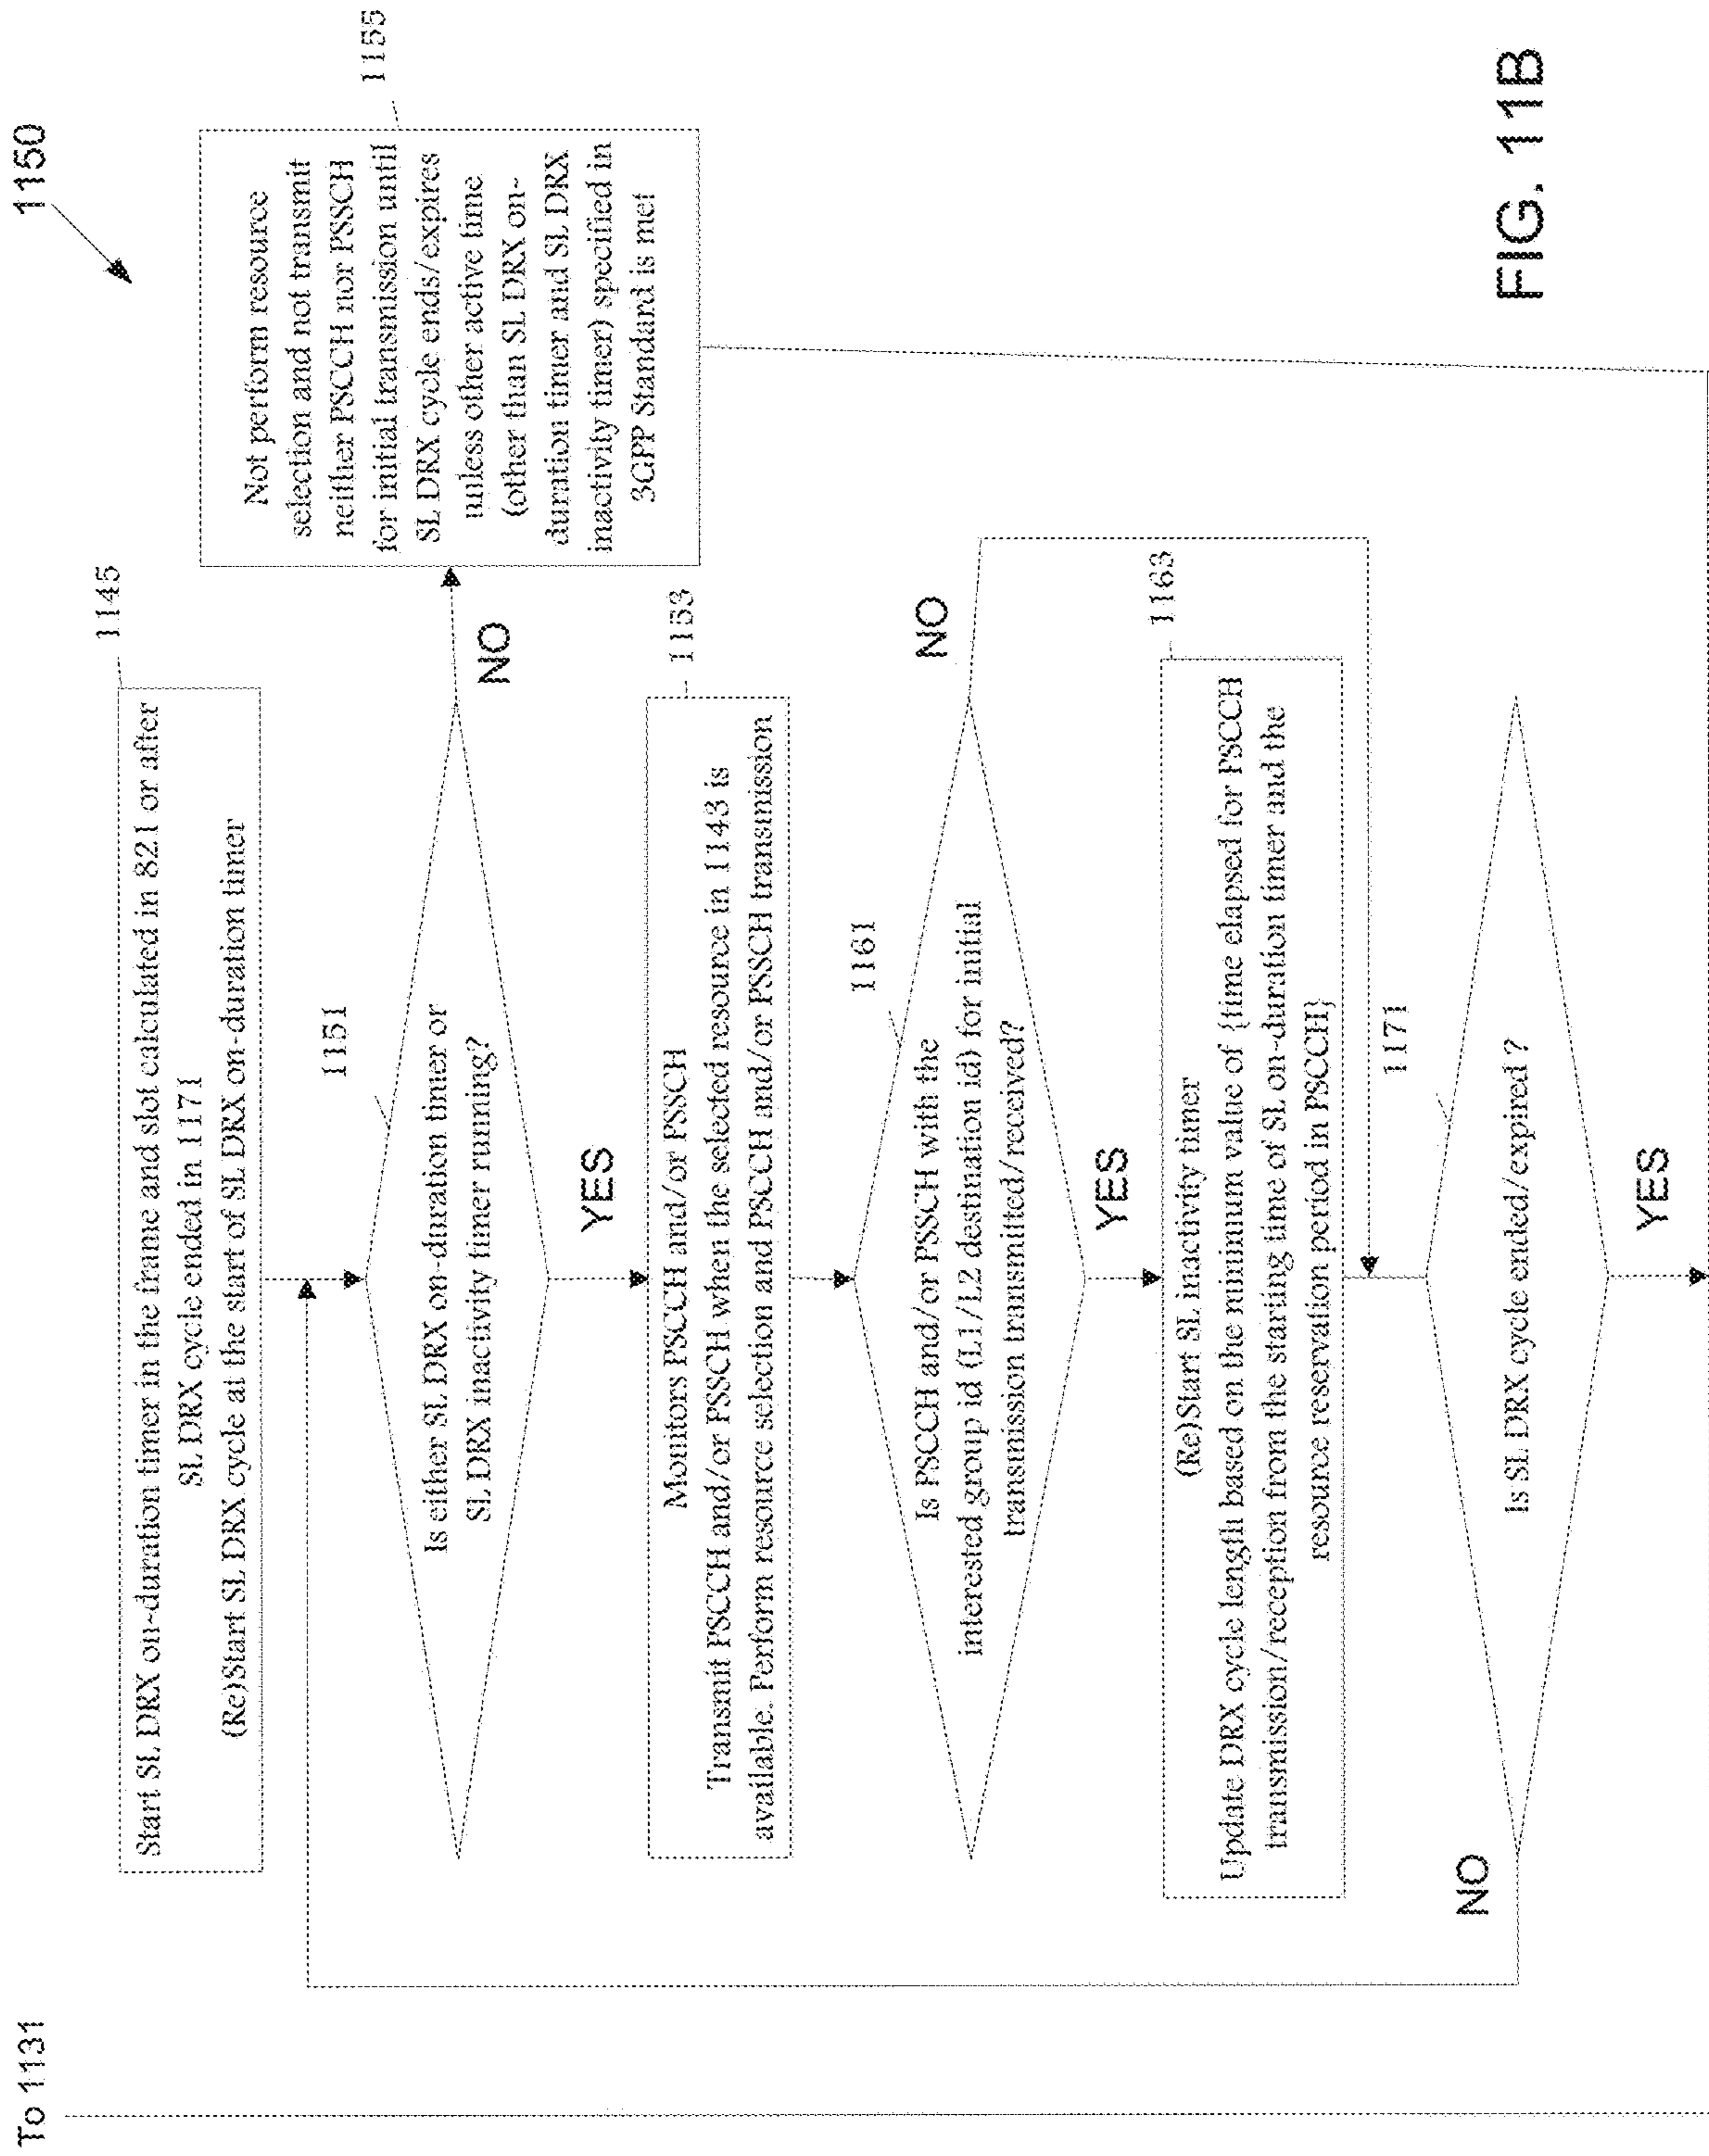 1150
To 1131
1145
Start SL DRX on-duration timer in the frame and slot calculated in 821 or after
SL DRX cycle ended in 1171
(Re)Start SL DRX cycle at the start of SL DRX on-duration timer
1151
Is either SL DRX on-duration timer or
SL DRX inactivity timer running?
NO
1155
Not perform resource
selection and not transmit
neither PSCCH nor PSSCH
for initial transmission until
SL DRX cycle ends/expires
unless other active time
(other than SL DRX on-
duration timer and SL DRX
inactivity timer) specified in
3GPP Standard is met
YES
1153
Monitors PSCCH and/or PSSCH
Transmit PSCCH and/or PSSCH when the selected resource in 1143 is
available. Perform resource selection and PSCCH and/or PSSCH transmission
1161
Is PSCCH and/or PSSCH with the
interested group id (L1/L2 destination id) for initial
transmission transmitted/received?
NO
YES
1163
(Re)Start SL inactivity timer
Update DRX cycle length based on the minimum value of {time elapsed for PSCCH
transmission/reception from the starting time of SL on-duration timer and the
resource reservation period in PSCCH}
1171
Is SL DRX cycle ended/expired ?
NO
YES
FIG. 11B